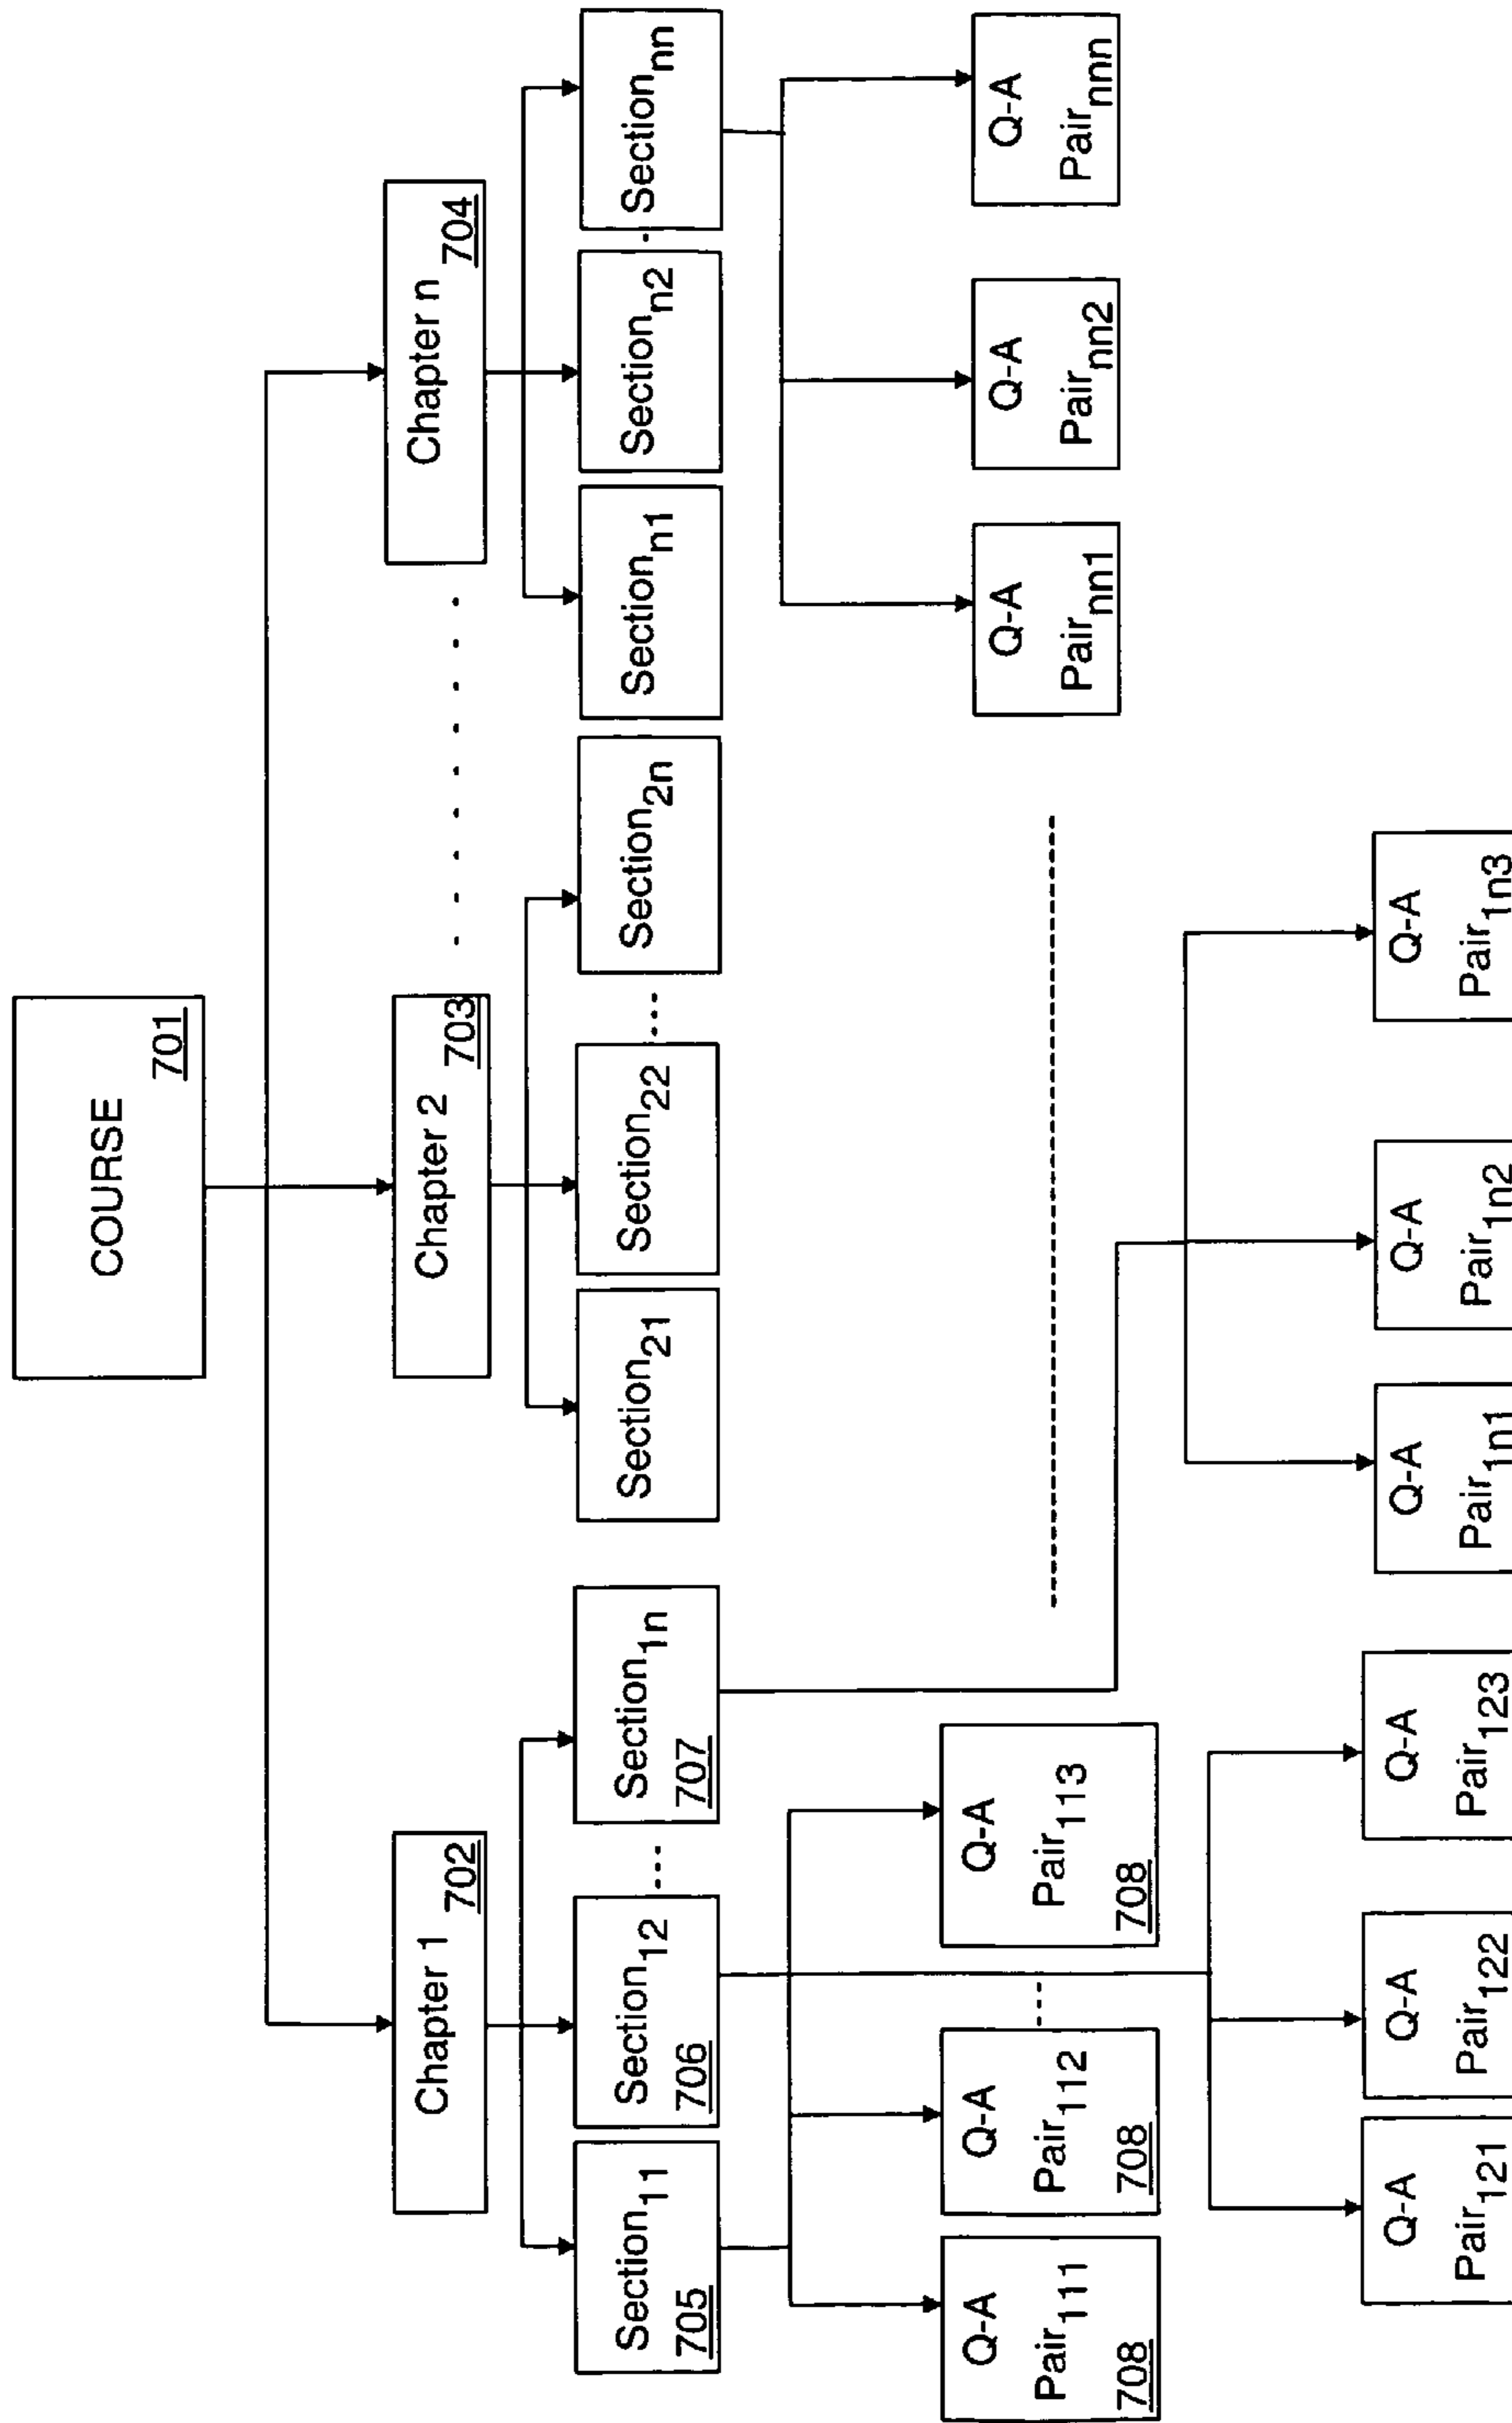 COURSE
701
Chapter 1
702
Chapter 2
703
. . . . . . . . .
Chapter n
704
Section11
705
Section12
706
....
Section1n
707
Section21
Section22
....
Section2n
Sectionn1
Sectionn2
.
Sectionnn
Q-A
Pair111
708
Q-A
Pair112
708
....
Q-A
Pair113
708
Q-A
Pairnn1
Q-A
Pairnn2
Q-A
Pairnnn
Q-A
Pair121
Q-A
Pair122
Q-A
Pair123
Q-A
Pair1n1
Q-A
Pair1n2
Q-A
Pair1n3